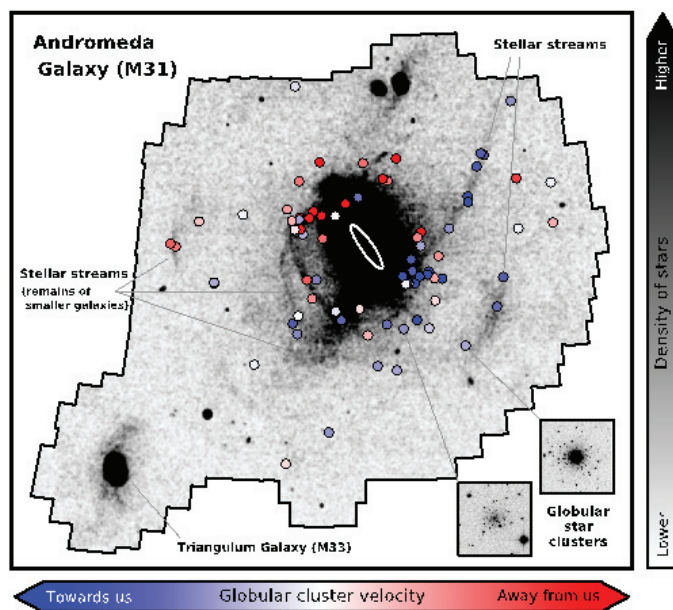 Andromeda
Galaxy (M31)
Stellar streams
Stellar streams
(remains of
smaller galaxies)
Triangulum Galaxy (M33)
Globular
star
clusters
Higher
Density of stars
Lower
Towards us
Globular cluster velocity
Away from us